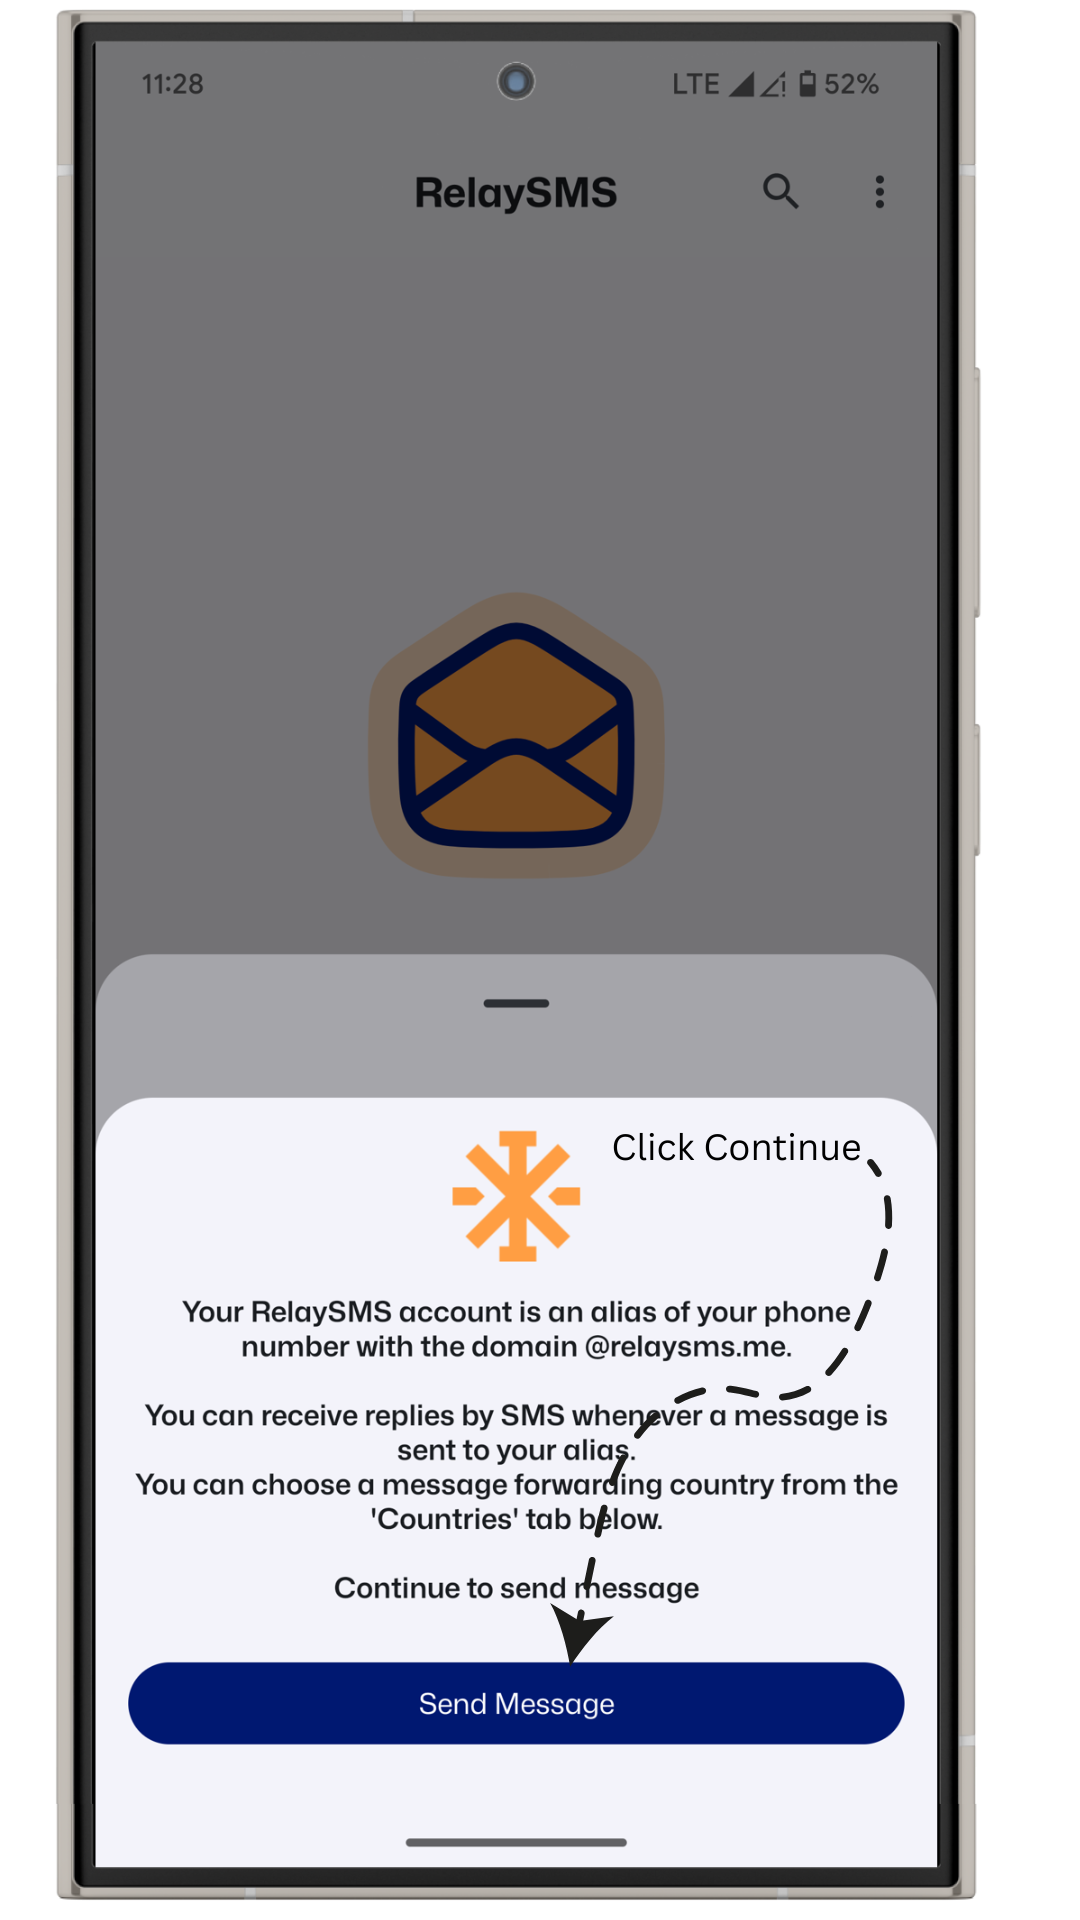 11:28 LTE 52%
RelaySMS
Click Continue
Your RelaySMS account is an alias of your phone
number with the domain @relaysms.me.
You can receive replies by SMS whenever a message is
sent to your alias.
You can choose a message forwarding country from the
'Countries' tab below.
Continue to send message
Send Message